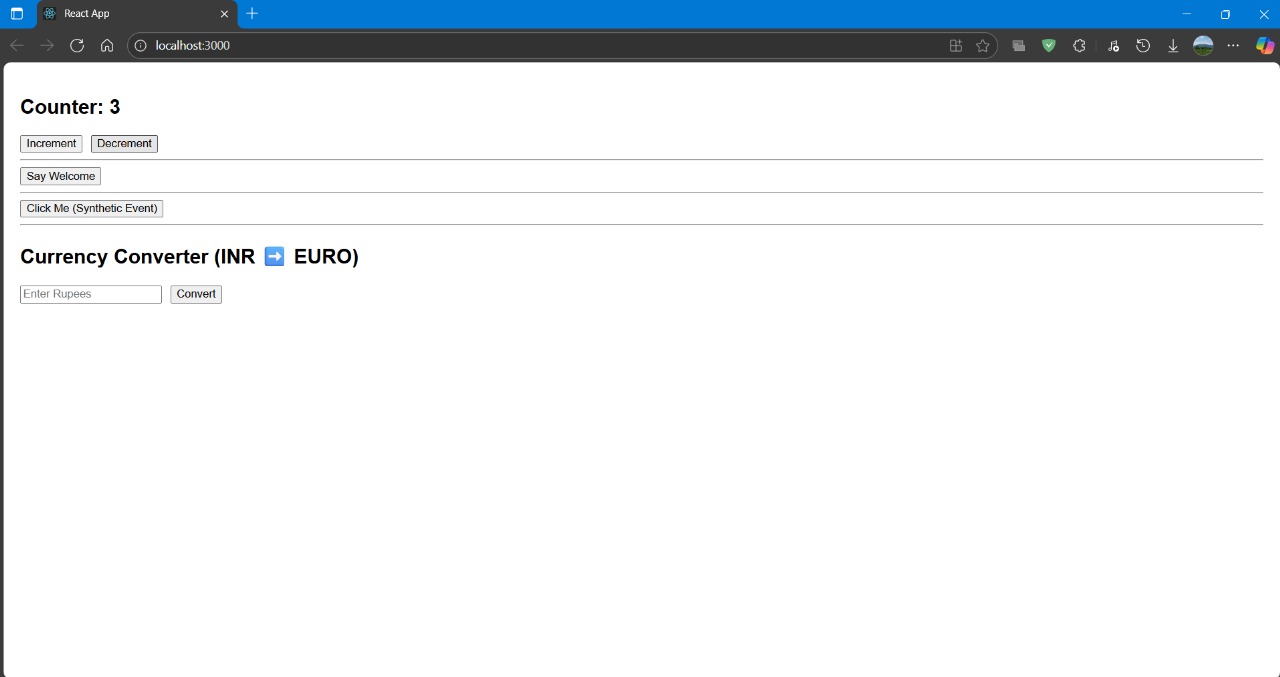 React App
localhost:3000
Counter: 3
Increment Decrement
Say Welcome
Click Me (Synthetic Event)
Currency Converter (INR ➡️ EURO)
Enter Rupees Convert